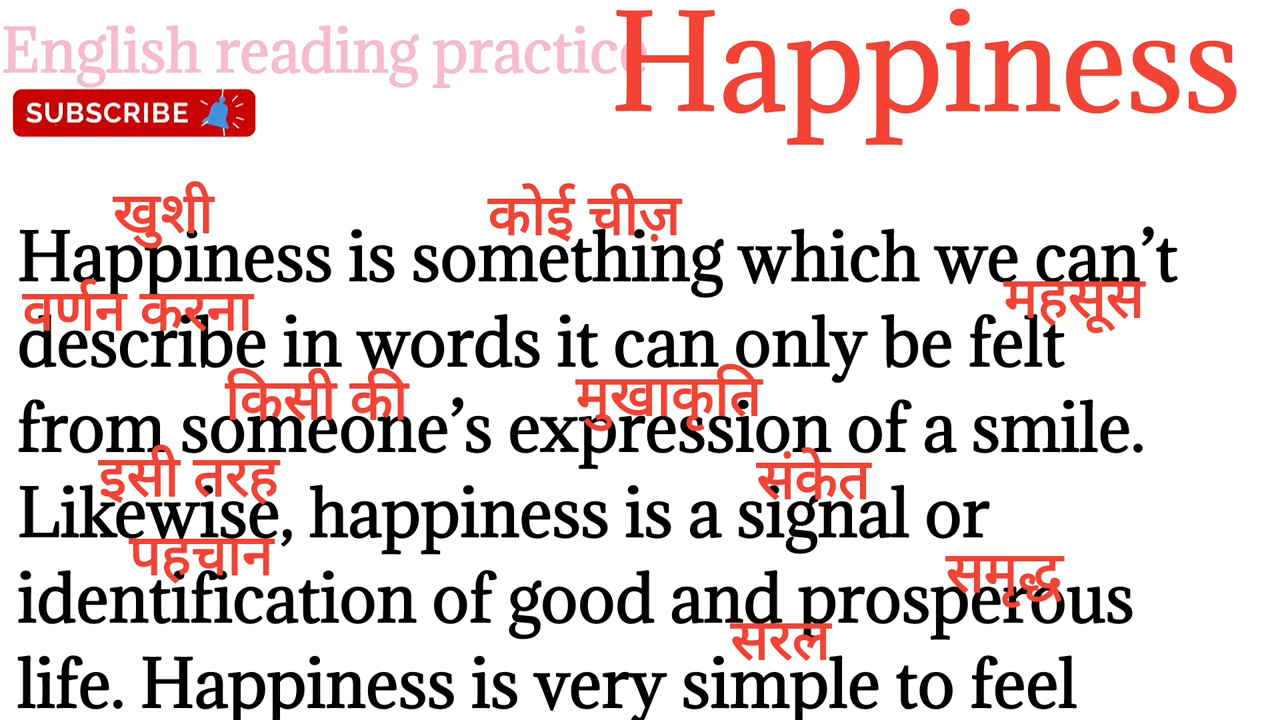 English reading practice
Happiness
SUBSCRIBE
खुशी कोई चीज़
Happiness is something which we can’t
वर्णन करना महसूस
describe in words it can only be felt
किसी की मुखाकृति
from someone’s expression of a smile.
इसी तरह संकेत
Likewise, happiness is a signal or
पहचान समृद्ध
identification of good and prosperous
सरल
life. Happiness is very simple to feel